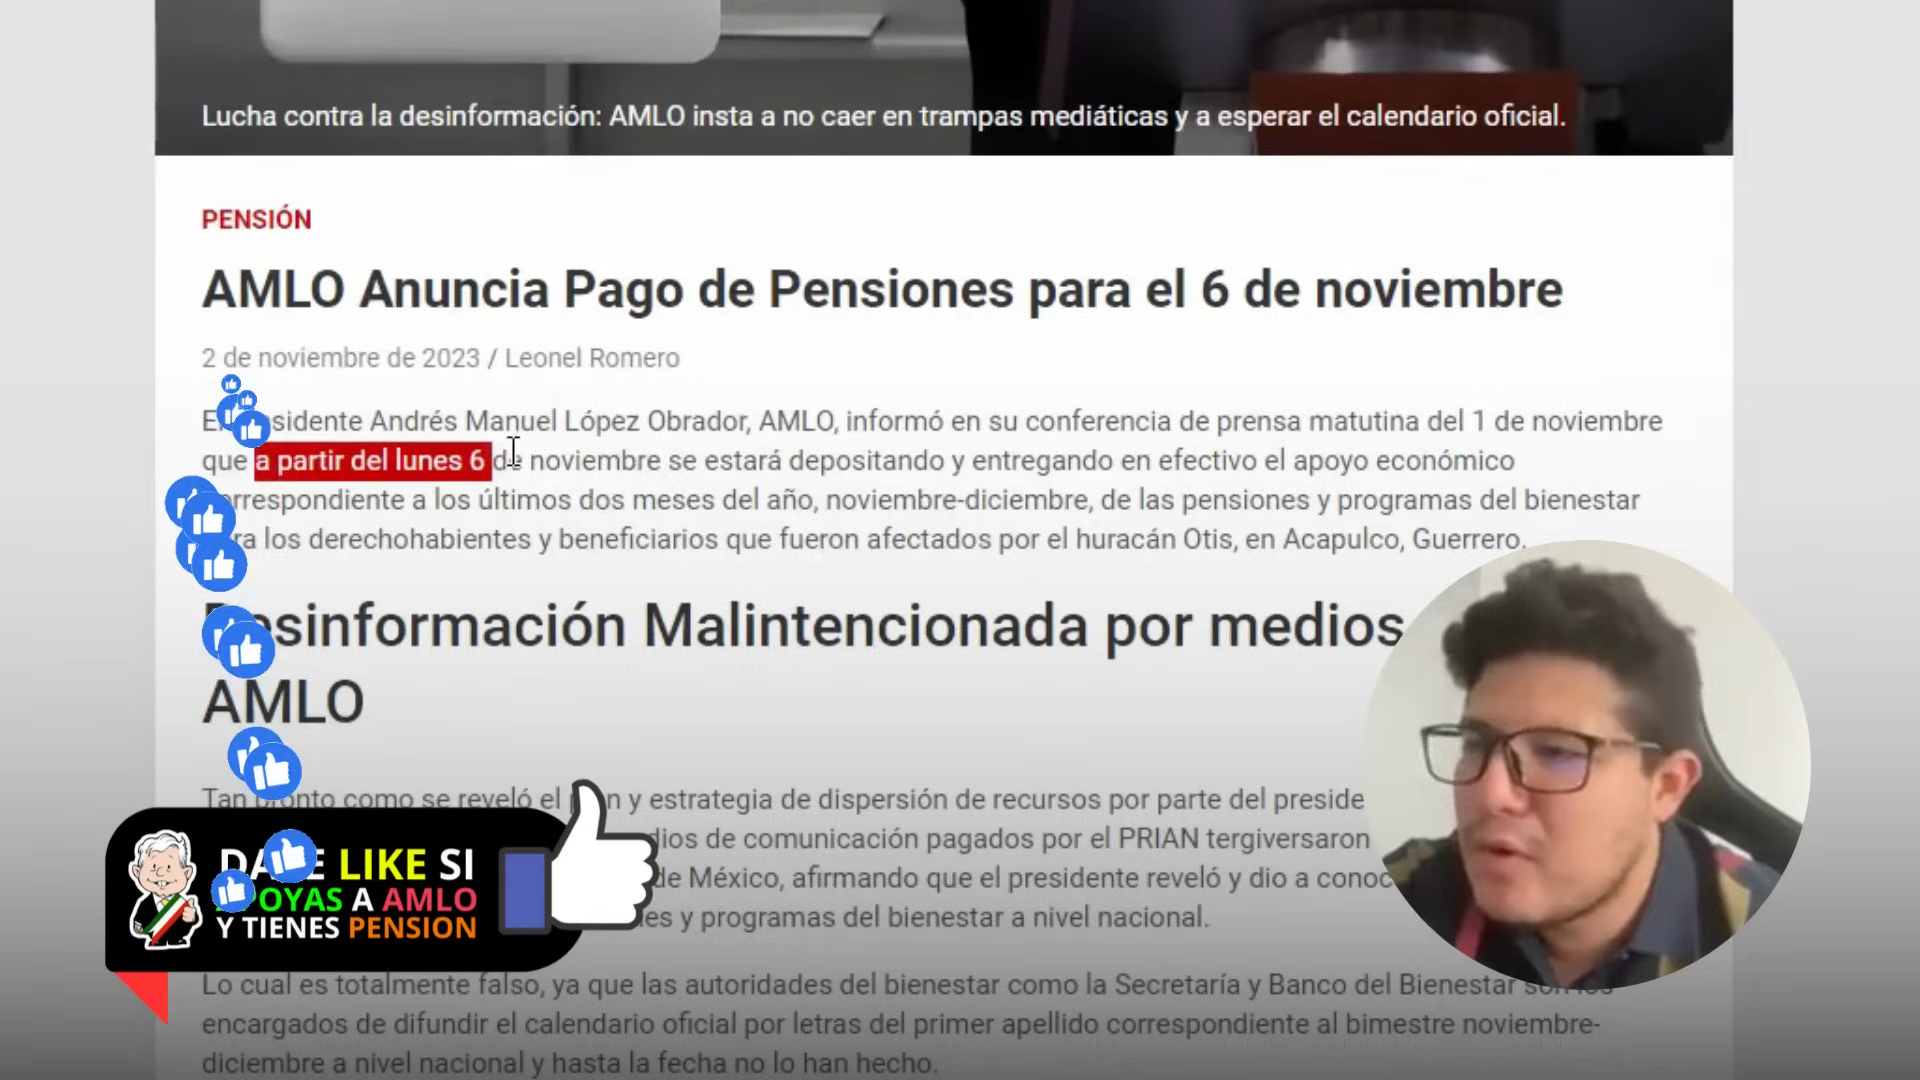 Lucha contra la desinformación: AMLO insta a no caer en trampas mediáticas y a esperar el calendario oficial.
PENSIÓN
AMLO Anuncia Pago de Pensiones para el 6 de noviembre
2 de noviembre de 2023 / Leonel Romero
Andrés Manuel López Obrador, AMLO, informó en su conferencia de prensa matutina del 1 de noviembre
que a partir del lunes 6 de noviembre se estará depositando y entregando en efectivo el apoyo económico
correspondiente a los últimos dos meses del año, noviembre-diciembre, de las pensiones y programas del bienestar
los derechohabientes y beneficiarios que fueron afectados por el huracán Otis, en Acapulco, Guerrero.
Desinformación Malintencionada por medios
AMLO
Tan pronto como se reveló el y estrategia de dispersión de recursos por parte del
de comunicación pagados por el PRIAN tergiversaron
de México, afirmando que el presidente reveló y dio a
y programas del bienestar a nivel nacional.
LIKE SI
APOYAS A AMLO
Y TIENES PENSION
Lo cual es totalmente falso, ya que las autoridades del bienestar como la Secretaría y Banco del Bienestar son los
encargados de difundir el calendario oficial por letras del primer apellido correspondiente al bimestre noviembre-
diciembre a nivel nacional y hasta la fecha no lo han hecho.